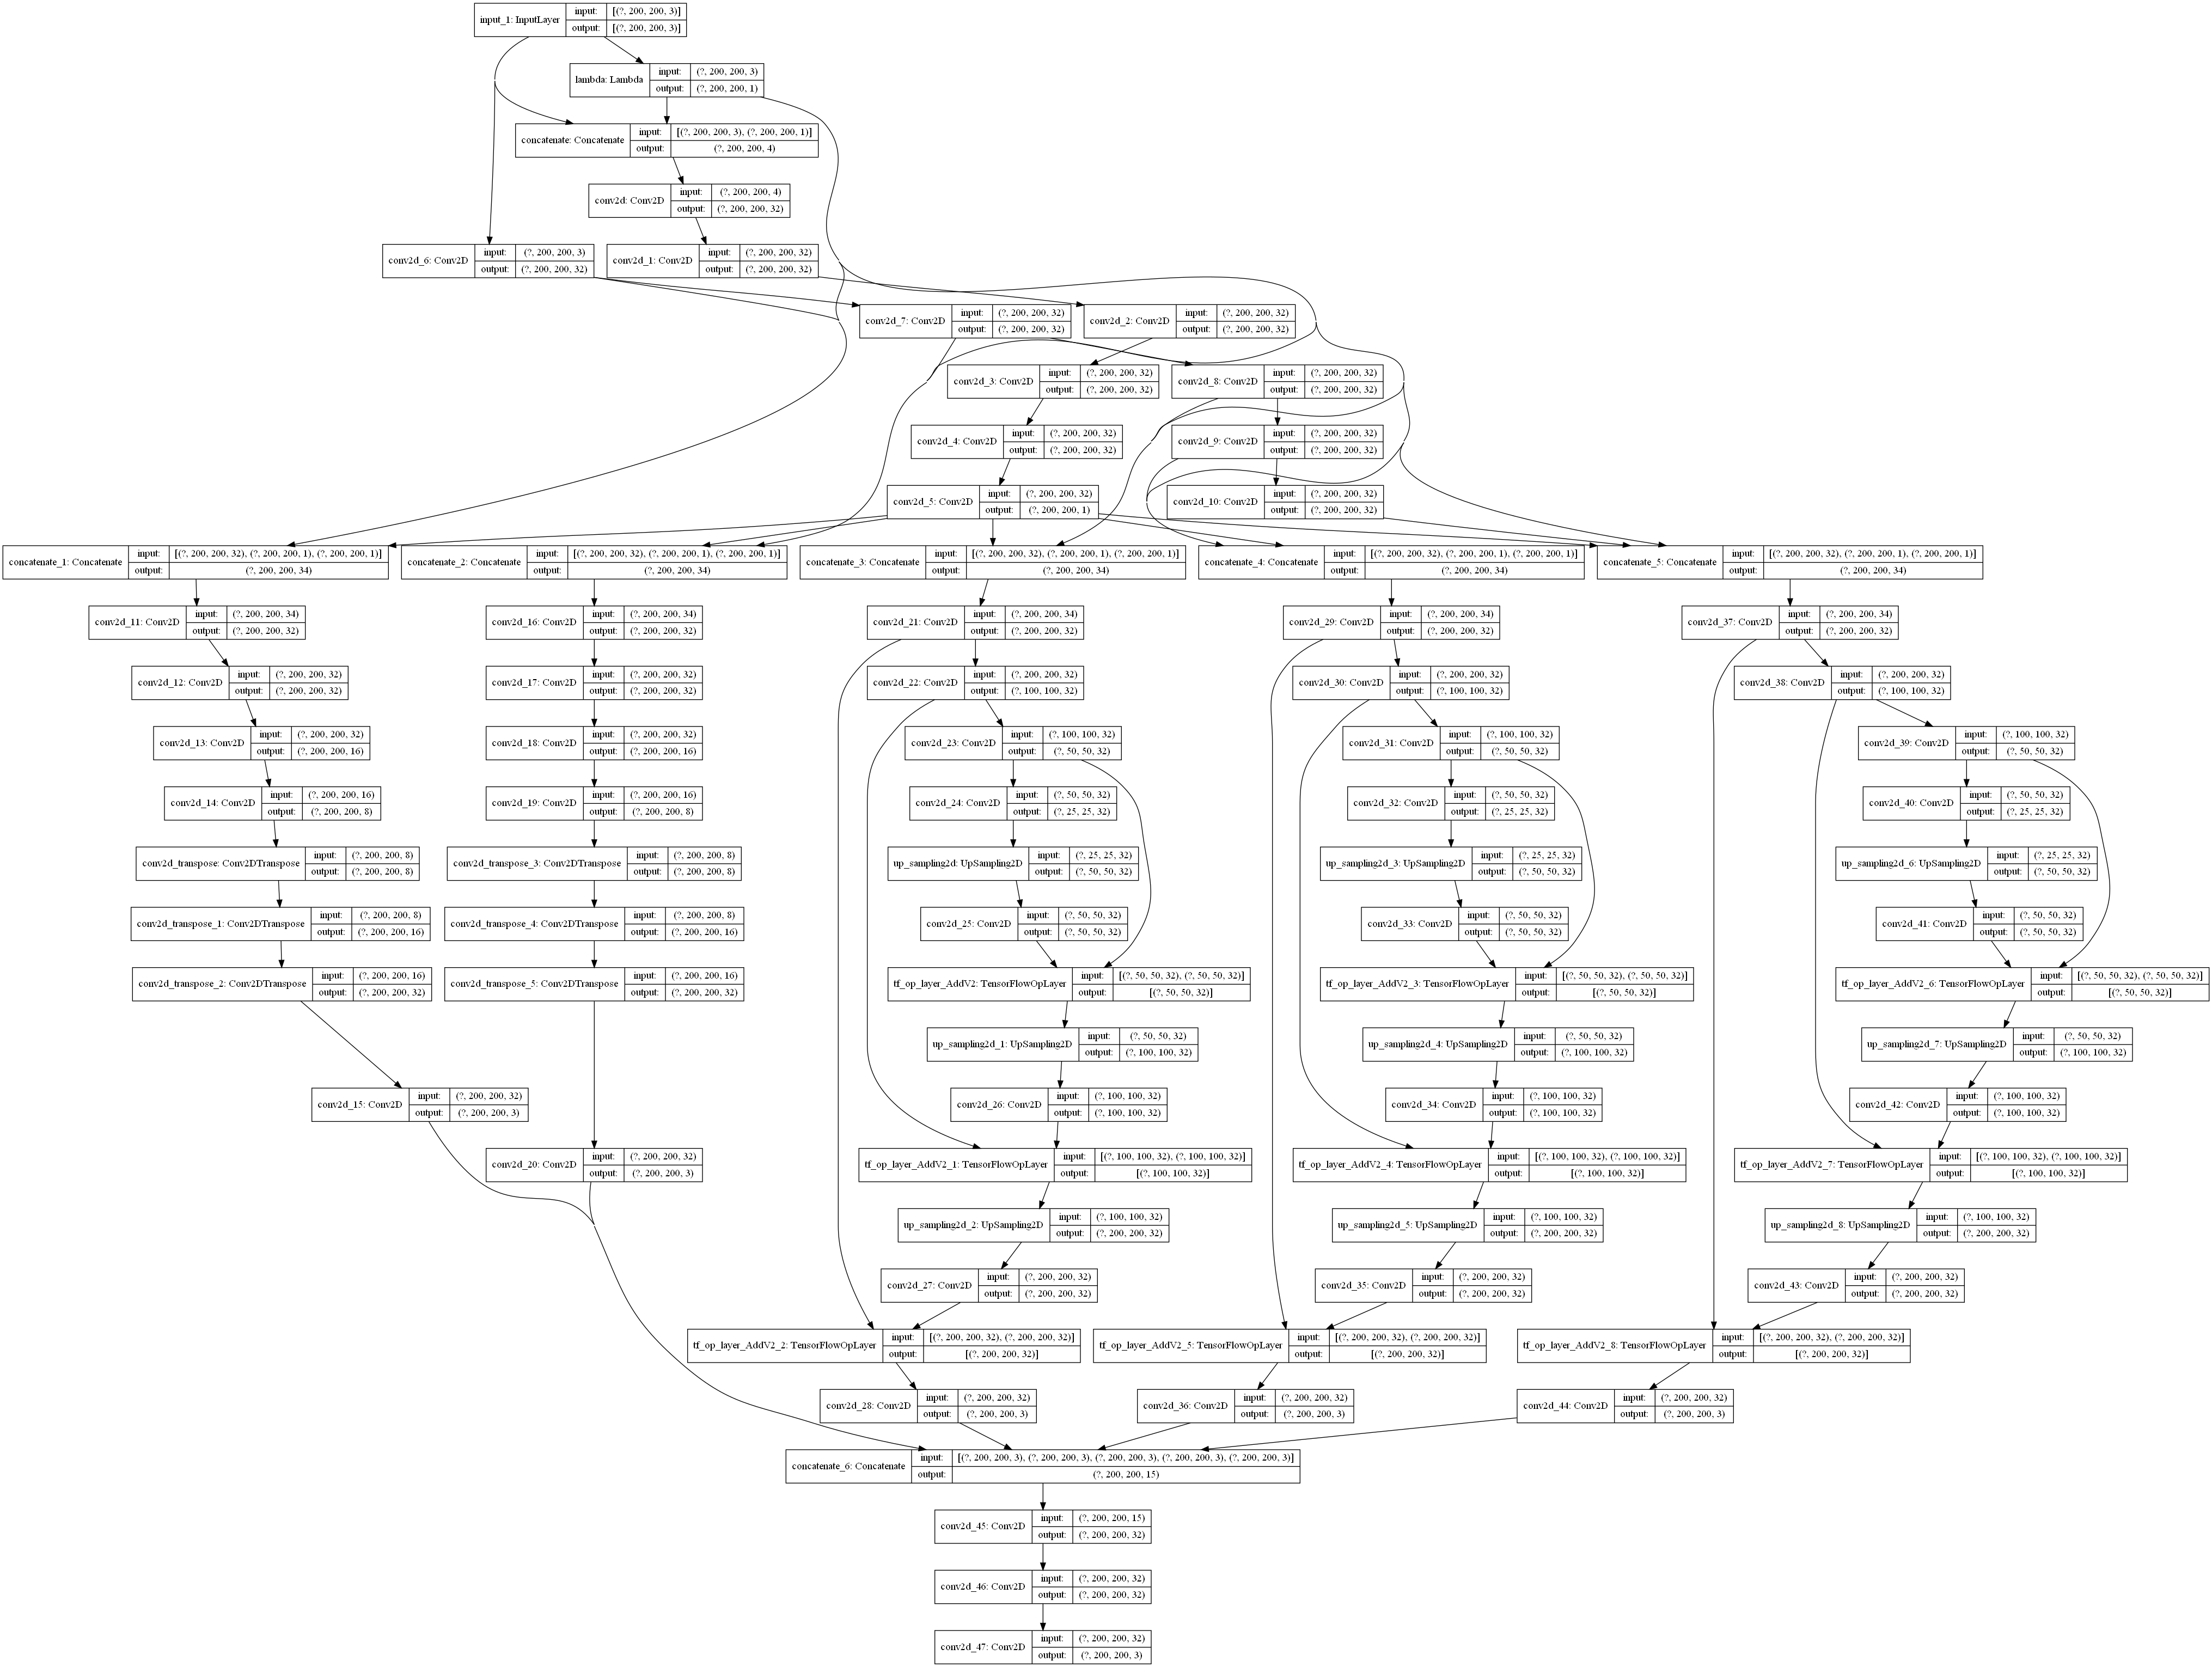 input_1: InputLayer input: [(?, 200, 200, 3)]
output: [(?, 200, 200, 3)]
lambda: Lambda input: (?, 200, 200, 3)
output: (?, 200, 200, 1)
concatenate: Concatenate input: [(?, 200, 200, 3), (?, 200, 200, 1)]
output: (?, 200, 200, 4)
conv2d: Conv2D input: (?, 200, 200, 4)
output: (?, 200, 200, 32)
conv2d_6: Conv2D input: (?, 200, 200, 3)
output: (?, 200, 200, 32)
conv2d_1: Conv2D input: (?, 200, 200, 32)
output: (?, 200, 200, 32)
conv2d_7: Conv2D input: (?, 200, 200, 32)
output: (?, 200, 200, 32)
conv2d_2: Conv2D input: (?, 200, 200, 32)
output: (?, 200, 200, 32)
conv2d_3: Conv2D input: (?, 200, 200, 32)
output: (?, 200, 200, 32)
conv2d_8: Conv2D input: (?, 200, 200, 32)
output: (?, 200, 200, 32)
conv2d_4: Conv2D input: (?, 200, 200, 32)
output: (?, 200, 200, 32)
conv2d_9: Conv2D input: (?, 200, 200, 32)
output: (?, 200, 200, 32)
conv2d_5: Conv2D input: (?, 200, 200, 32)
output: (?, 200, 200, 1)
conv2d_10: Conv2D input: (?, 200, 200, 32)
output: (?, 200, 200, 32)
concatenate_1: Concatenate input: [(?, 200, 200, 32), (?, 200, 200, 1), (?, 200, 200, 1)]
output: (?, 200, 200, 34)
concatenate_2: Concatenate input: [(?, 200, 200, 32), (?, 200, 200, 1), (?, 200, 200, 1)]
output: (?, 200, 200, 34)
concatenate_3: Concatenate input: [(?, 200, 200, 32), (?, 200, 200, 1), (?, 200, 200, 1)]
output: (?, 200, 200, 34)
concatenate_4: Concatenate input: [(?, 200, 200, 32), (?, 200, 200, 1), (?, 200, 200, 1)]
output: (?, 200, 200, 34)
concatenate_5: Concatenate input: [(?, 200, 200, 32), (?, 200, 200, 1), (?, 200, 200, 1)]
output: (?, 200, 200, 34)
conv2d_11: Conv2D input: (?, 200, 200, 34)
output: (?, 200, 200, 32)
conv2d_16: Conv2D input: (?, 200, 200, 34)
output: (?, 200, 200, 32)
conv2d_21: Conv2D input: (?, 200, 200, 34)
output: (?, 200, 200, 32)
conv2d_29: Conv2D input: (?, 200, 200, 34)
output: (?, 200, 200, 32)
conv2d_37: Conv2D input: (?, 200, 200, 34)
output: (?, 200, 200, 32)
conv2d_12: Conv2D input: (?, 200, 200, 32)
output: (?, 200, 200, 32)
conv2d_17: Conv2D input: (?, 200, 200, 32)
output: (?, 200, 200, 32)
conv2d_22: Conv2D input: (?, 200, 200, 32)
output: (?, 100, 100, 32)
conv2d_30: Conv2D input: (?, 200, 200, 32)
output: (?, 100, 100, 32)
conv2d_38: Conv2D input: (?, 200, 200, 32)
output: (?, 100, 100, 32)
conv2d_13: Conv2D input: (?, 200, 200, 32)
output: (?, 200, 200, 16)
conv2d_18: Conv2D input: (?, 200, 200, 32)
output: (?, 200, 200, 16)
conv2d_23: Conv2D input: (?, 100, 100, 32)
output: (?, 50, 50, 32)
conv2d_31: Conv2D input: (?, 100, 100, 32)
output: (?, 50, 50, 32)
conv2d_39: Conv2D input: (?, 100, 100, 32)
output: (?, 50, 50, 32)
conv2d_14: Conv2D input: (?, 200, 200, 16)
output: (?, 200, 200, 8)
conv2d_19: Conv2D input: (?, 200, 200, 16)
output: (?, 200, 200, 8)
conv2d_24: Conv2D input: (?, 50, 50, 32)
output: (?, 25, 25, 32)
conv2d_32: Conv2D input: (?, 50, 50, 32)
output: (?, 25, 25, 32)
conv2d_40: Conv2D input: (?, 50, 50, 32)
output: (?, 25, 25, 32)
conv2d_transpose: Conv2DTranspose input: (?, 200, 200, 8)
output: (?, 200, 200, 8)
conv2d_transpose_3: Conv2DTranspose input: (?, 200, 200, 8)
output: (?, 200, 200, 8)
up_sampling2d: UpSampling2D input: (?, 25, 25, 32)
output: (?, 50, 50, 32)
up_sampling2d_3: UpSampling2D input: (?, 25, 25, 32)
output: (?, 50, 50, 32)
up_sampling2d_6: UpSampling2D input: (?, 25, 25, 32)
output: (?, 50, 50, 32)
conv2d_transpose_1: Conv2DTranspose input: (?, 200, 200, 8)
output: (?, 200, 200, 16)
conv2d_transpose_4: Conv2DTranspose input: (?, 200, 200, 8)
output: (?, 200, 200, 16)
conv2d_25: Conv2D input: (?, 50, 50, 32)
output: (?, 50, 50, 32)
conv2d_33: Conv2D input: (?, 50, 50, 32)
output: (?, 50, 50, 32)
conv2d_41: Conv2D input: (?, 50, 50, 32)
output: (?, 50, 50, 32)
conv2d_transpose_2: Conv2DTranspose input: (?, 200, 200, 16)
output: (?, 200, 200, 32)
conv2d_transpose_5: Conv2DTranspose input: (?, 200, 200, 16)
output: (?, 200, 200, 32)
tf_op_layer_AddV2: TensorFlowOpLayer input: [(?, 50, 50, 32), (?, 50, 50, 32)]
output: [(?, 50, 50, 32)]
tf_op_layer_AddV2_3: TensorFlowOpLayer input: [(?, 50, 50, 32), (?, 50, 50, 32)]
output: [(?, 50, 50, 32)]
tf_op_layer_AddV2_6: TensorFlowOpLayer input: [(?, 50, 50, 32), (?, 50, 50, 32)]
output: [(?, 50, 50, 32)]
up_sampling2d_1: UpSampling2D input: (?, 50, 50, 32)
output: (?, 100, 100, 32)
up_sampling2d_4: UpSampling2D input: (?, 50, 50, 32)
output: (?, 100, 100, 32)
up_sampling2d_7: UpSampling2D input: (?, 50, 50, 32)
output: (?, 100, 100, 32)
conv2d_15: Conv2D input: (?, 200, 200, 32)
output: (?, 200, 200, 3)
conv2d_26: Conv2D input: (?, 100, 100, 32)
output: (?, 100, 100, 32)
conv2d_34: Conv2D input: (?, 100, 100, 32)
output: (?, 100, 100, 32)
conv2d_42: Conv2D input: (?, 100, 100, 32)
output: (?, 100, 100, 32)
conv2d_20: Conv2D input: (?, 200, 200, 32)
output: (?, 200, 200, 3)
tf_op_layer_AddV2_1: TensorFlowOpLayer input: [(?, 100, 100, 32), (?, 100, 100, 32)]
output: [(?, 100, 100, 32)]
tf_op_layer_AddV2_4: TensorFlowOpLayer input: [(?, 100, 100, 32), (?, 100, 100, 32)]
output: [(?, 100, 100, 32)]
tf_op_layer_AddV2_7: TensorFlowOpLayer input: [(?, 100, 100, 32), (?, 100, 100, 32)]
output: [(?, 100, 100, 32)]
up_sampling2d_2: UpSampling2D input: (?, 100, 100, 32)
output: (?, 200, 200, 32)
up_sampling2d_5: UpSampling2D input: (?, 100, 100, 32)
output: (?, 200, 200, 32)
up_sampling2d_8: UpSampling2D input: (?, 100, 100, 32)
output: (?, 200, 200, 32)
conv2d_27: Conv2D input: (?, 200, 200, 32)
output: (?, 200, 200, 32)
conv2d_35: Conv2D input: (?, 200, 200, 32)
output: (?, 200, 200, 32)
conv2d_43: Conv2D input: (?, 200, 200, 32)
output: (?, 200, 200, 32)
tf_op_layer_AddV2_2: TensorFlowOpLayer input: [(?, 200, 200, 32), (?, 200, 200, 32)]
output: [(?, 200, 200, 32)]
tf_op_layer_AddV2_5: TensorFlowOpLayer input: [(?, 200, 200, 32), (?, 200, 200, 32)]
output: [(?, 200, 200, 32)]
tf_op_layer_AddV2_8: TensorFlowOpLayer input: [(?, 200, 200, 32), (?, 200, 200, 32)]
output: [(?, 200, 200, 32)]
conv2d_28: Conv2D input: (?, 200, 200, 32)
output: (?, 200, 200, 3)
conv2d_36: Conv2D input: (?, 200, 200, 32)
output: (?, 200, 200, 3)
conv2d_44: Conv2D input: (?, 200, 200, 32)
output: (?, 200, 200, 3)
concatenate_6: Concatenate input: [(?, 200, 200, 3), (?, 200, 200, 3), (?, 200, 200, 3), (?, 200, 200, 3), (?, 200, 200, 3)]
output: (?, 200, 200, 15)
conv2d_45: Conv2D input: (?, 200, 200, 15)
output: (?, 200, 200, 32)
conv2d_46: Conv2D input: (?, 200, 200, 32)
output: (?, 200, 200, 32)
conv2d_47: Conv2D input: (?, 200, 200, 32)
output: (?, 200, 200, 3)